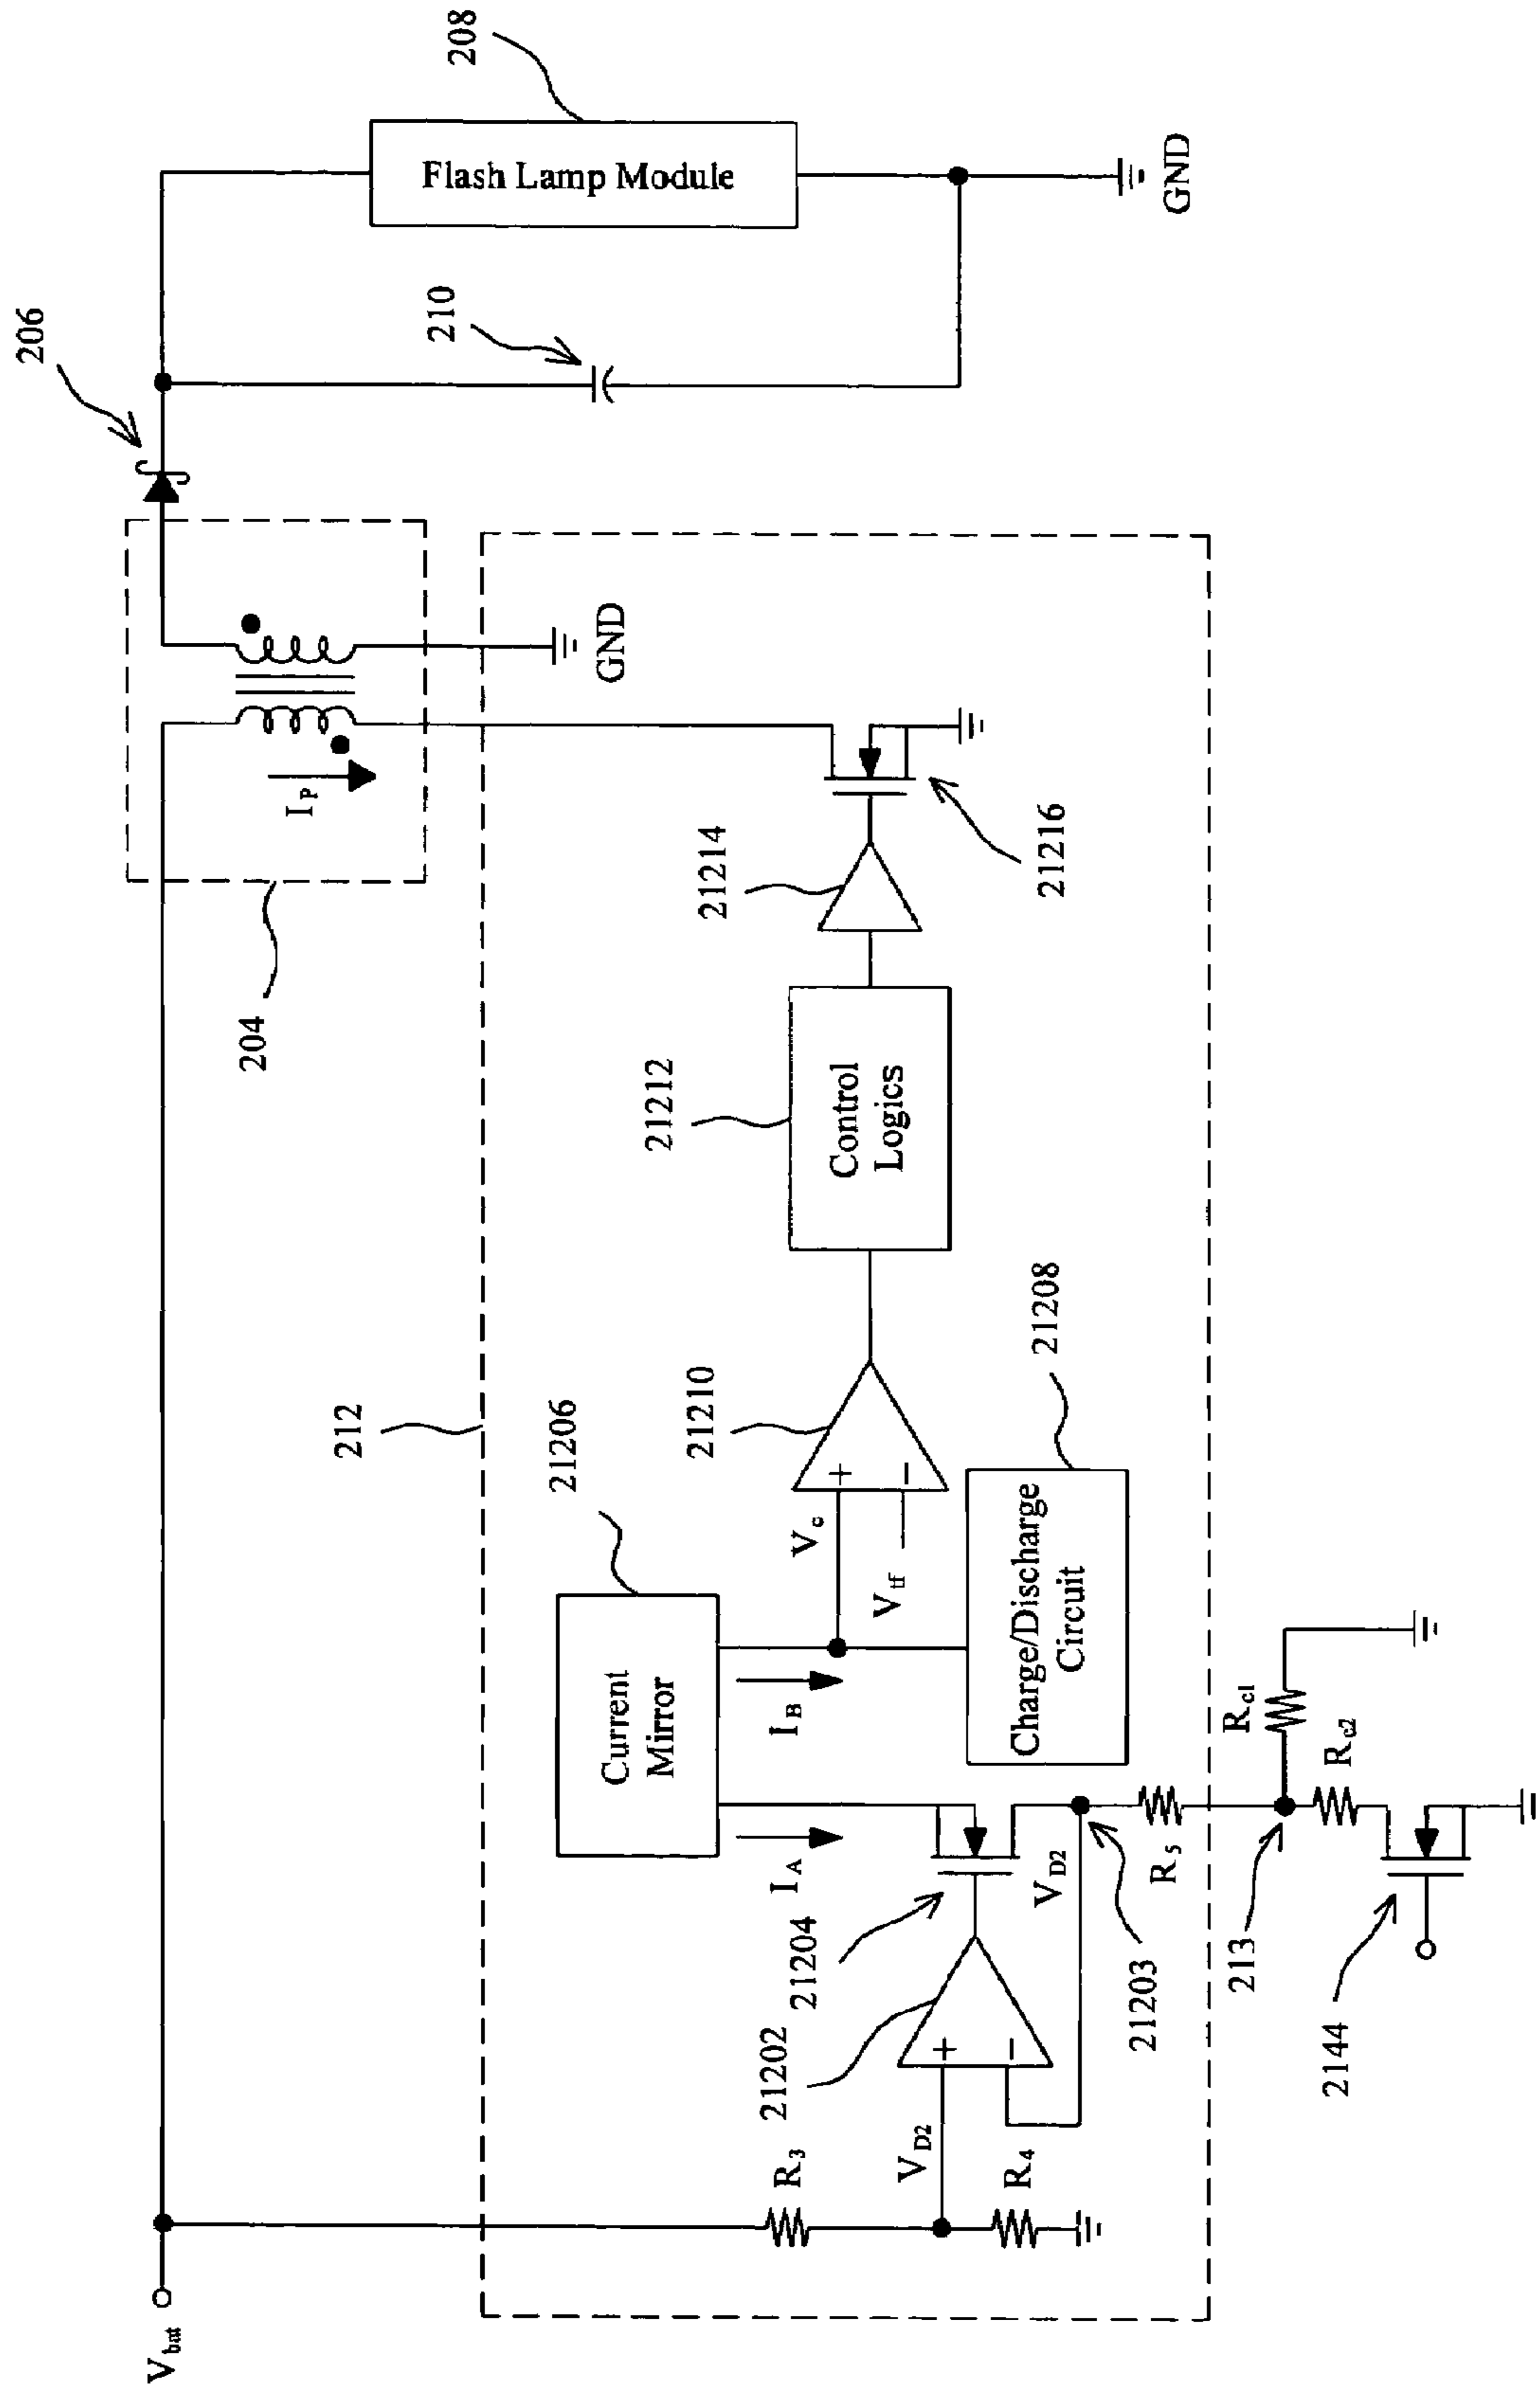 208
Flash Lamp Module
GND
206
210
204
I_P
GND
212
21206
Current
Mirror
I_A
I_B
V_c
V_tf
21210
21208
Charge/Discharge
Circuit
21212
Control
Logics
21214
21216
V_bat
R_3
R_4
V_D2
21202
21204
V_D2
21203
R_5
213
R_c1
R_c2
2144